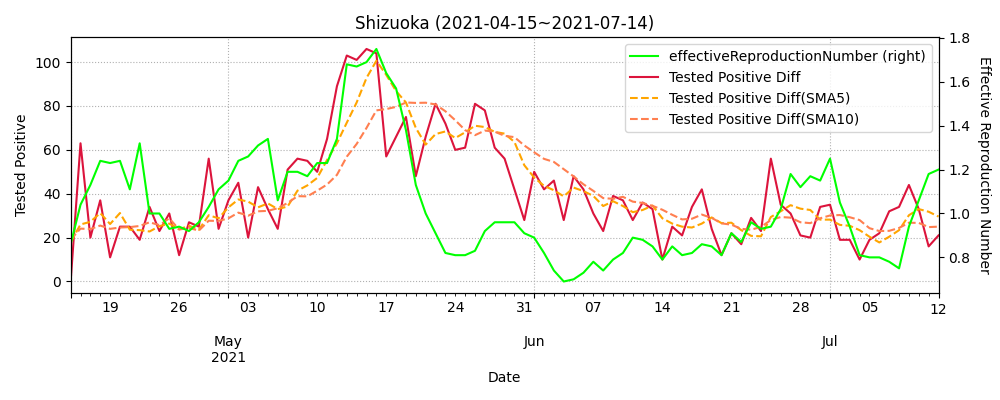 Shizuoka (2021-04-15~2021-07-14)
effectiveReproductionNumber (right)
Tested Positive Diff
Tested Positive Diff(SMA5)
Tested Positive Diff(SMA10)
Tested Positive
100
80
60
40
20
0
1.8
1.6
1.4
1.2
1.0
0.8
Effective Reproduction Number
19 26 03 10 17 24 31 07 14 21 28 05 12
May Jun Jul
2021
Date